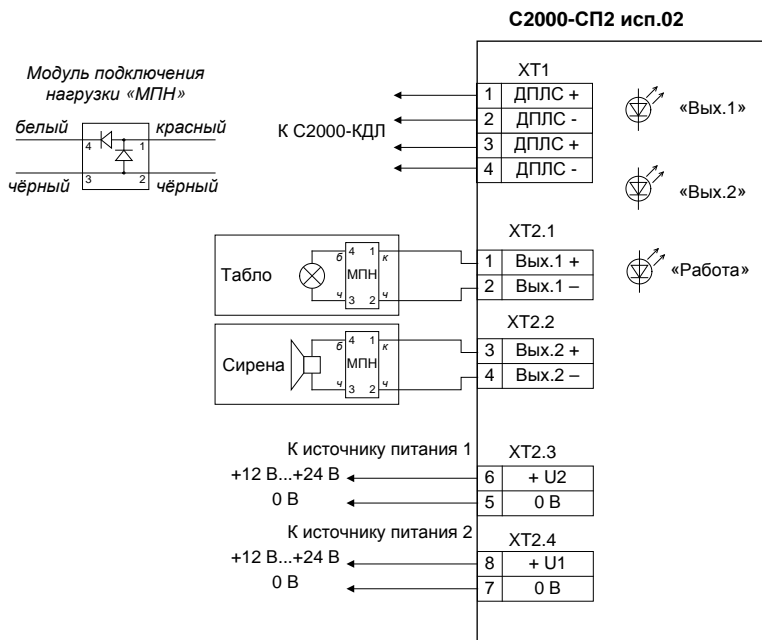 С2000-СП2 исп.02
Модуль подключения
нагрузки «МПН»
белый
красный
4
1
3
2
чёрный
чёрный
К С2000-КДЛ
XT1
1 ДПЛС +
2 ДПЛС -
3 ДПЛС +
4 ДПЛС -
«Вых.1»
«Вых.2»
«Работа»
Табло
б 4 1 к
МПН
ч 3 2 ч
XT2.1
1 Вых.1 +
2 Вых.1 –
Сирена
б 4 1 к
МПН
ч 3 2 ч
XT2.2
3 Вых.2 +
4 Вых.2 –
К источнику питания 1
+12 В...+24 В
0 В
XT2.3
6 + U2
5 0 В
К источнику питания 2
+12 В...+24 В
0 В
XT2.4
8 + U1
7 0 В